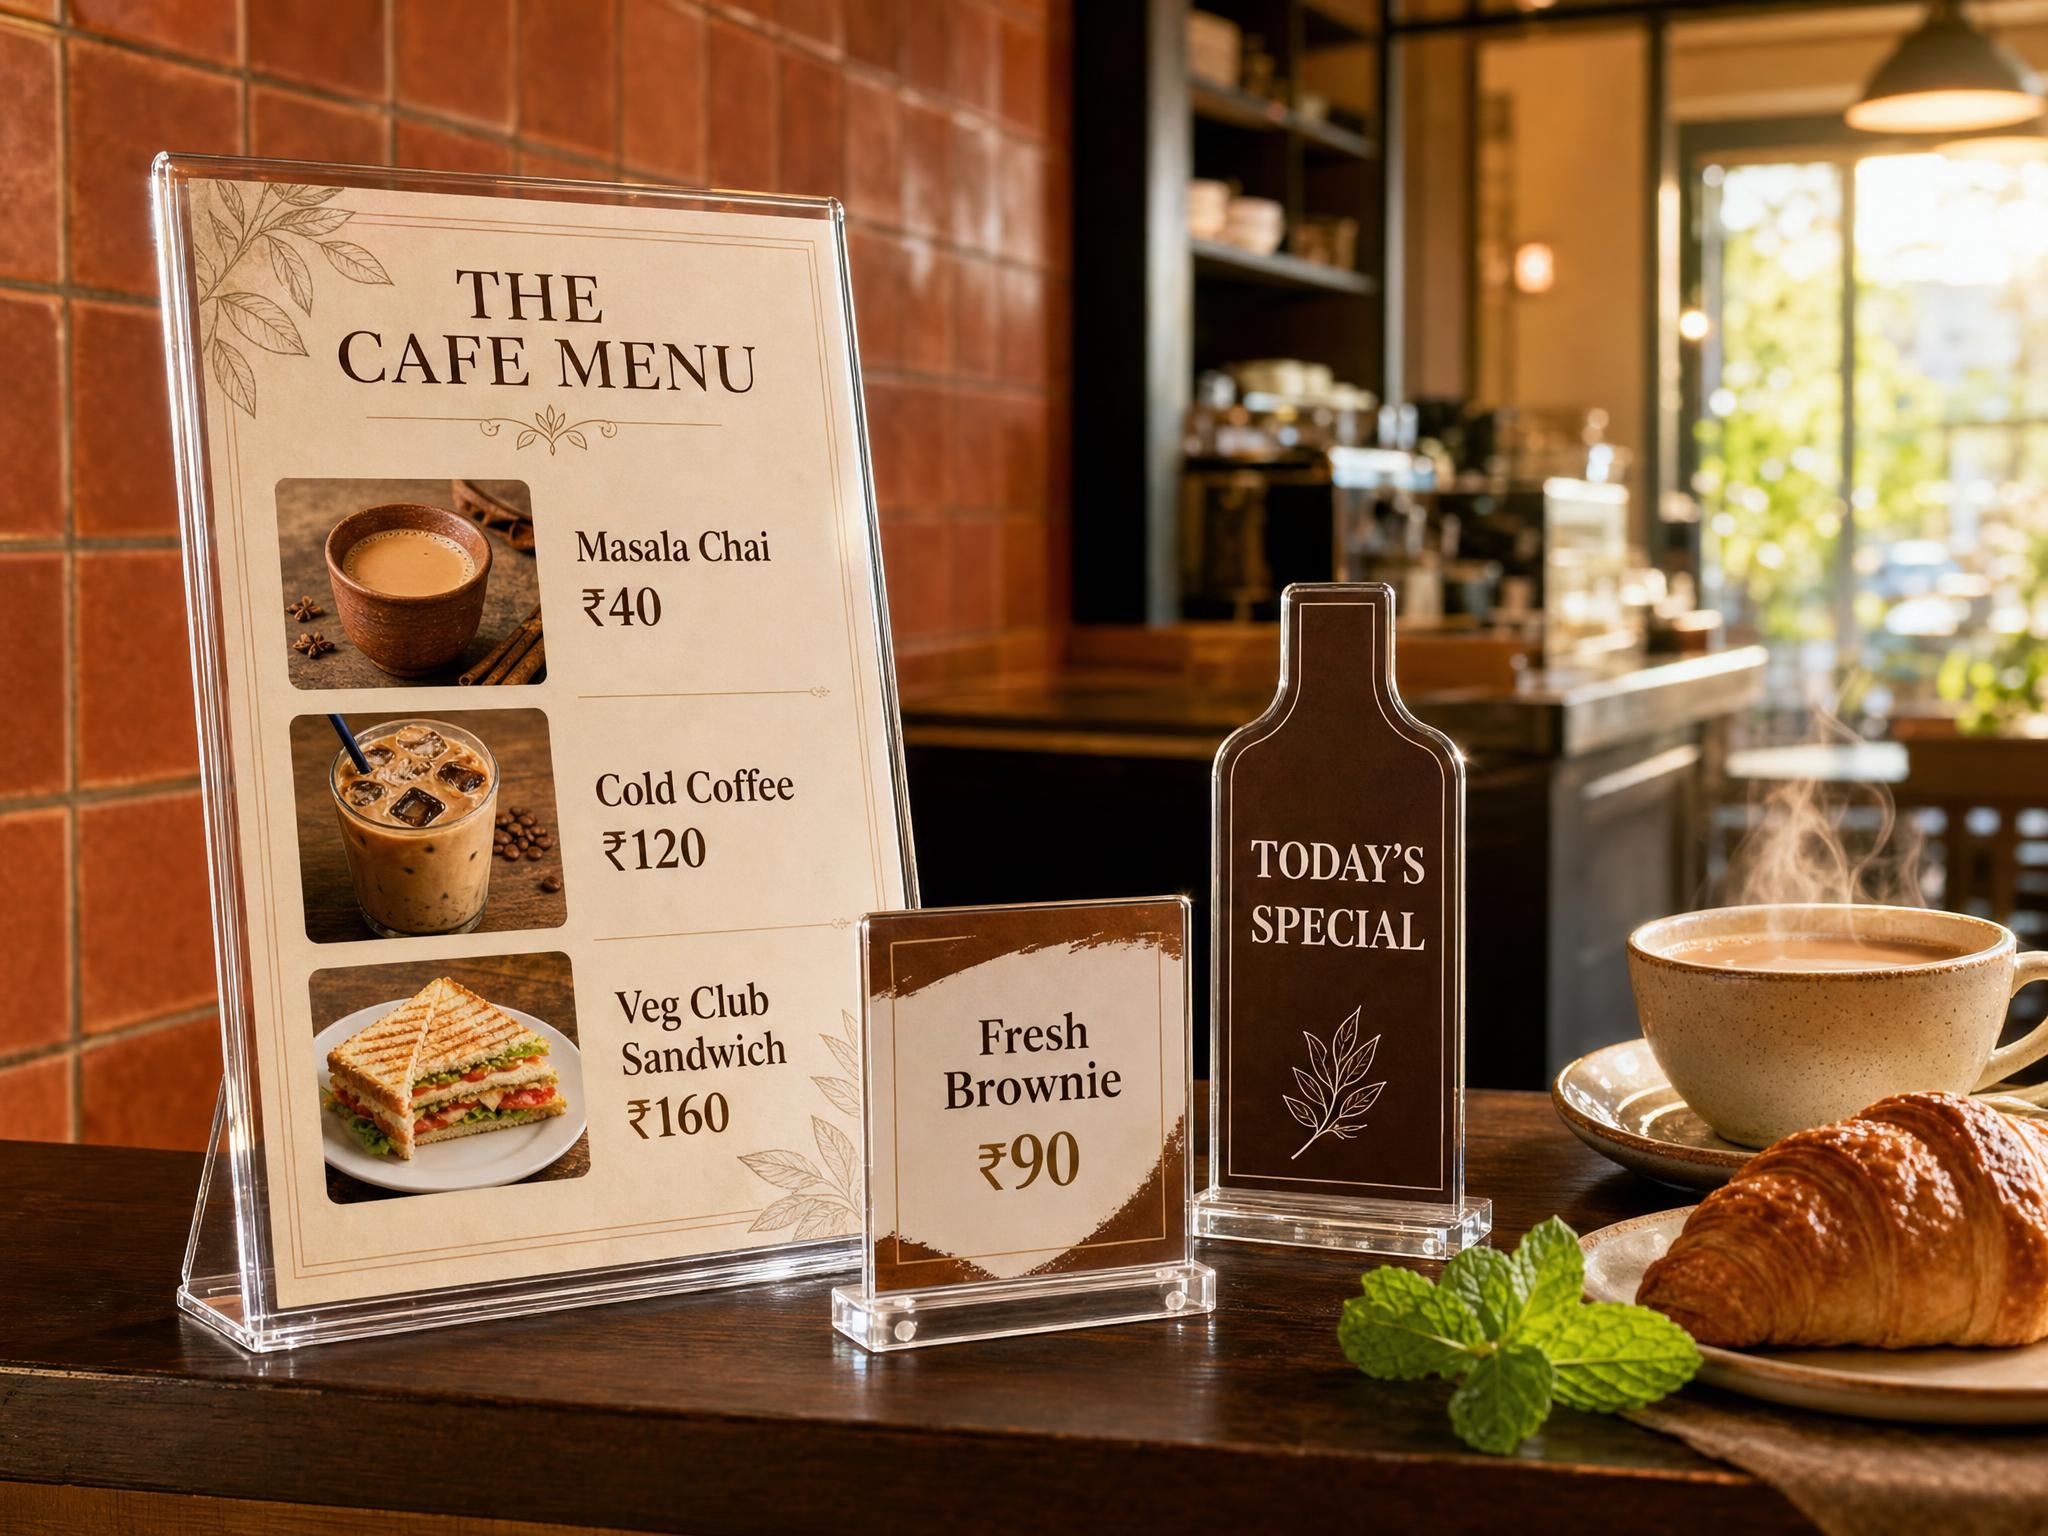 THE
CAFE MENU
Masala Chai
₹40
Cold Coffee
₹120
Veg Club
Sandwich
₹160
Fresh
Brownie
₹90
TODAY'S
SPECIAL